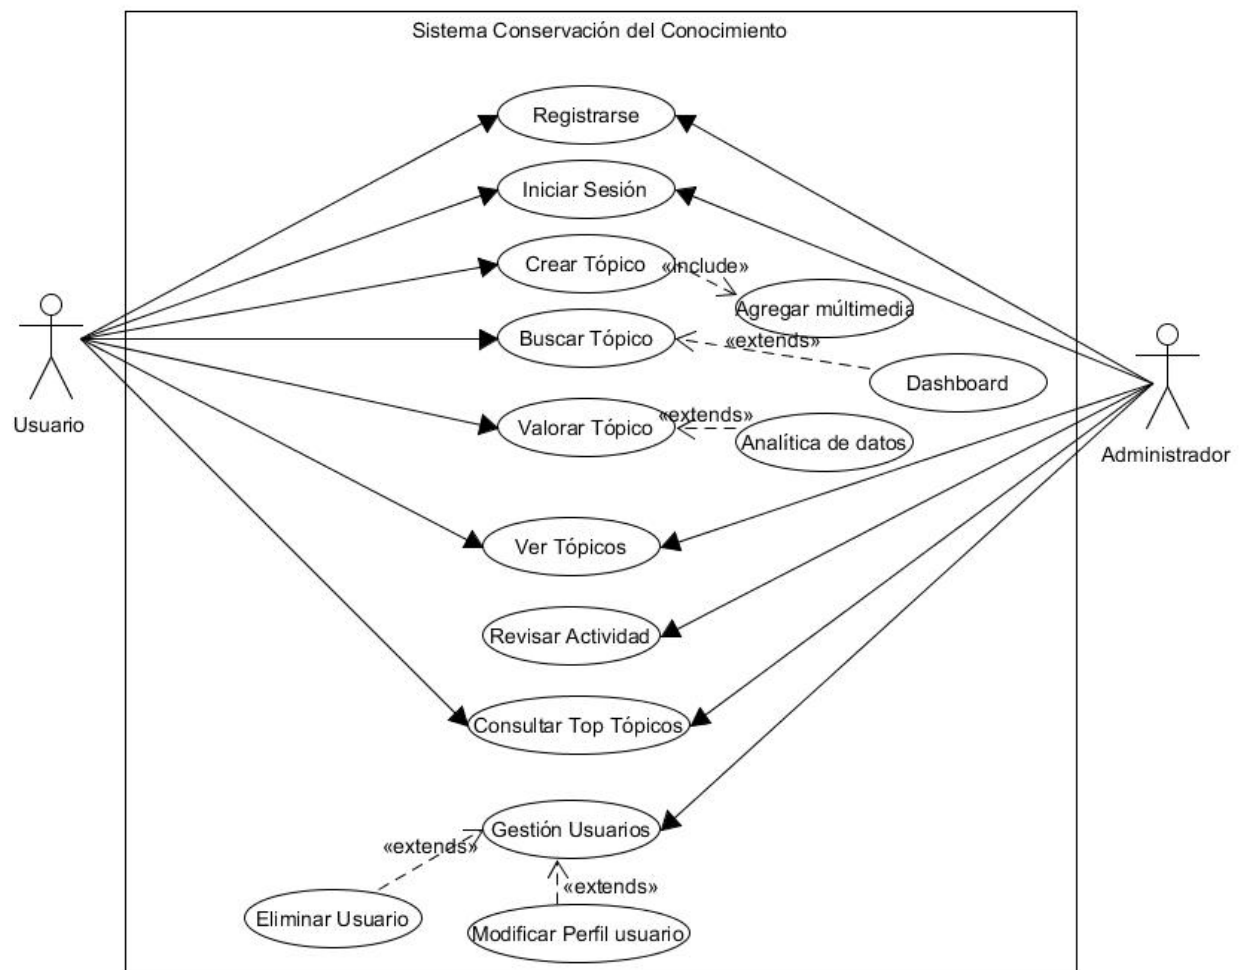 Sistema Conservación del Conocimiento
Registrarse
Iniciar Sesión
Crear Tópico
«include»
Agregar múltimedia
Buscar Tópico
«extends»
Dashboard
Usuario
Valorar Tópico
«extends»
Analítica de datos
Administrador
Ver Tópicos
Revisar Actividad
Consultar Top Tópicos
Gestión Usuarios
«extends»
«extends»
Eliminar Usuario
Modificar Perfil usuario